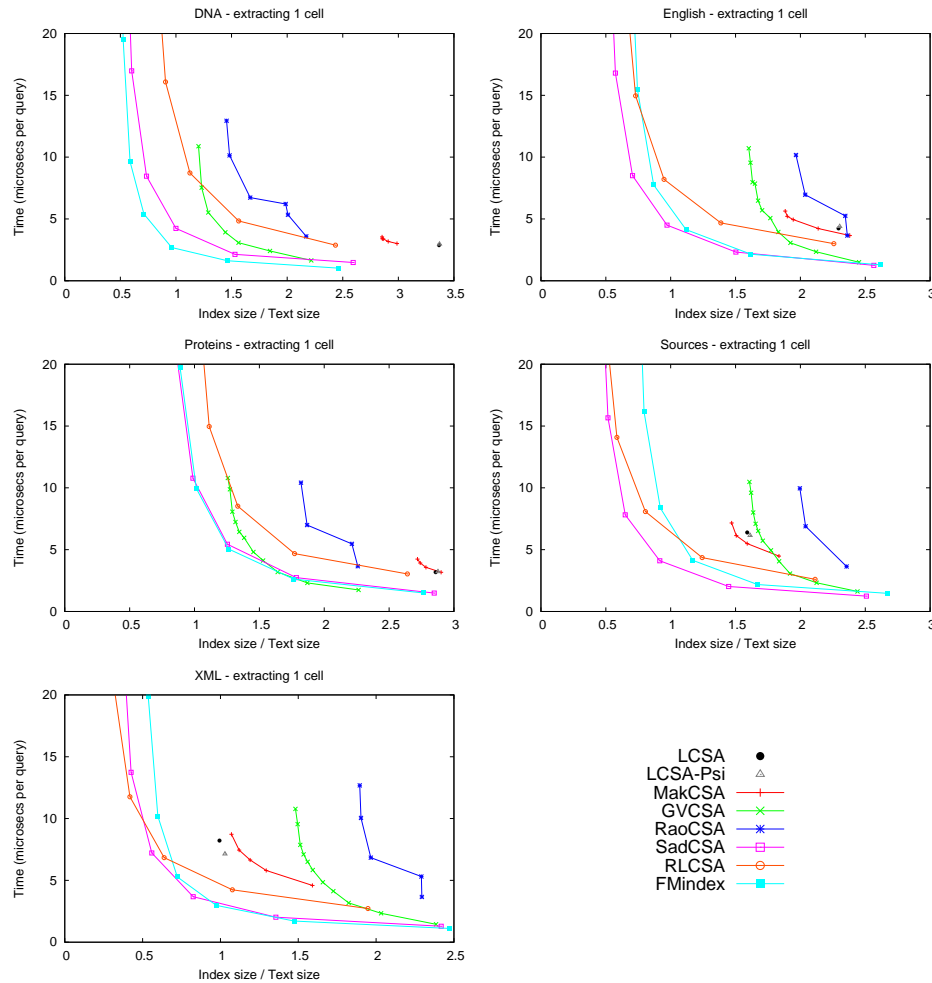 DNA - extracting 1 cell
Time (microsecs per query)
20
15
10
5
0
0 0.5 1 1.5 2 2.5 3 3.5
Index size / Text size
English - extracting 1 cell
Time (microsecs per query)
20
15
10
5
0
0 0.5 1 1.5 2 2.5 3
Index size / Text size
Proteins - extracting 1 cell
Time (microsecs per query)
20
15
10
5
0
0 0.5 1 1.5 2 2.5 3
Index size / Text size
Sources - extracting 1 cell
Time (microsecs per query)
20
15
10
5
0
0 0.5 1 1.5 2 2.5 3
Index size / Text size
XML - extracting 1 cell
Time (microsecs per query)
20
15
10
5
0
0 0.5 1 1.5 2 2.5
Index size / Text size
LCSA
LCSA-Psi
MakCSA
GVCSA
RaoCSA
SadCSA
RLCSA
FMindex